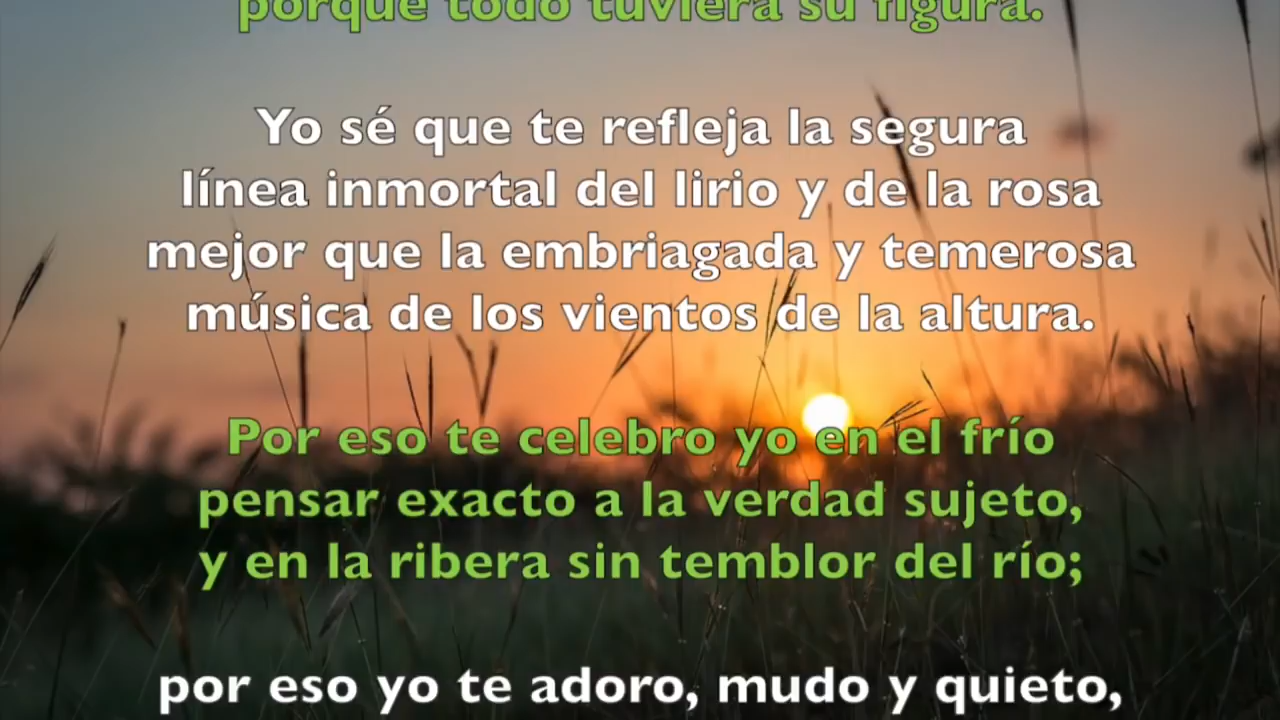 porque todo tuviera su figura.
Yo sé que te refleja la segura
línea inmortal del lirio y de la rosa
mejor que la embriagada y temerosa
música de los vientos de la altura.
Por eso te celebro yo en el frío
pensar exacto a la verdad sujeto,
y en la ribera sin temblor del río;
por eso yo te adoro, mudo y quieto,